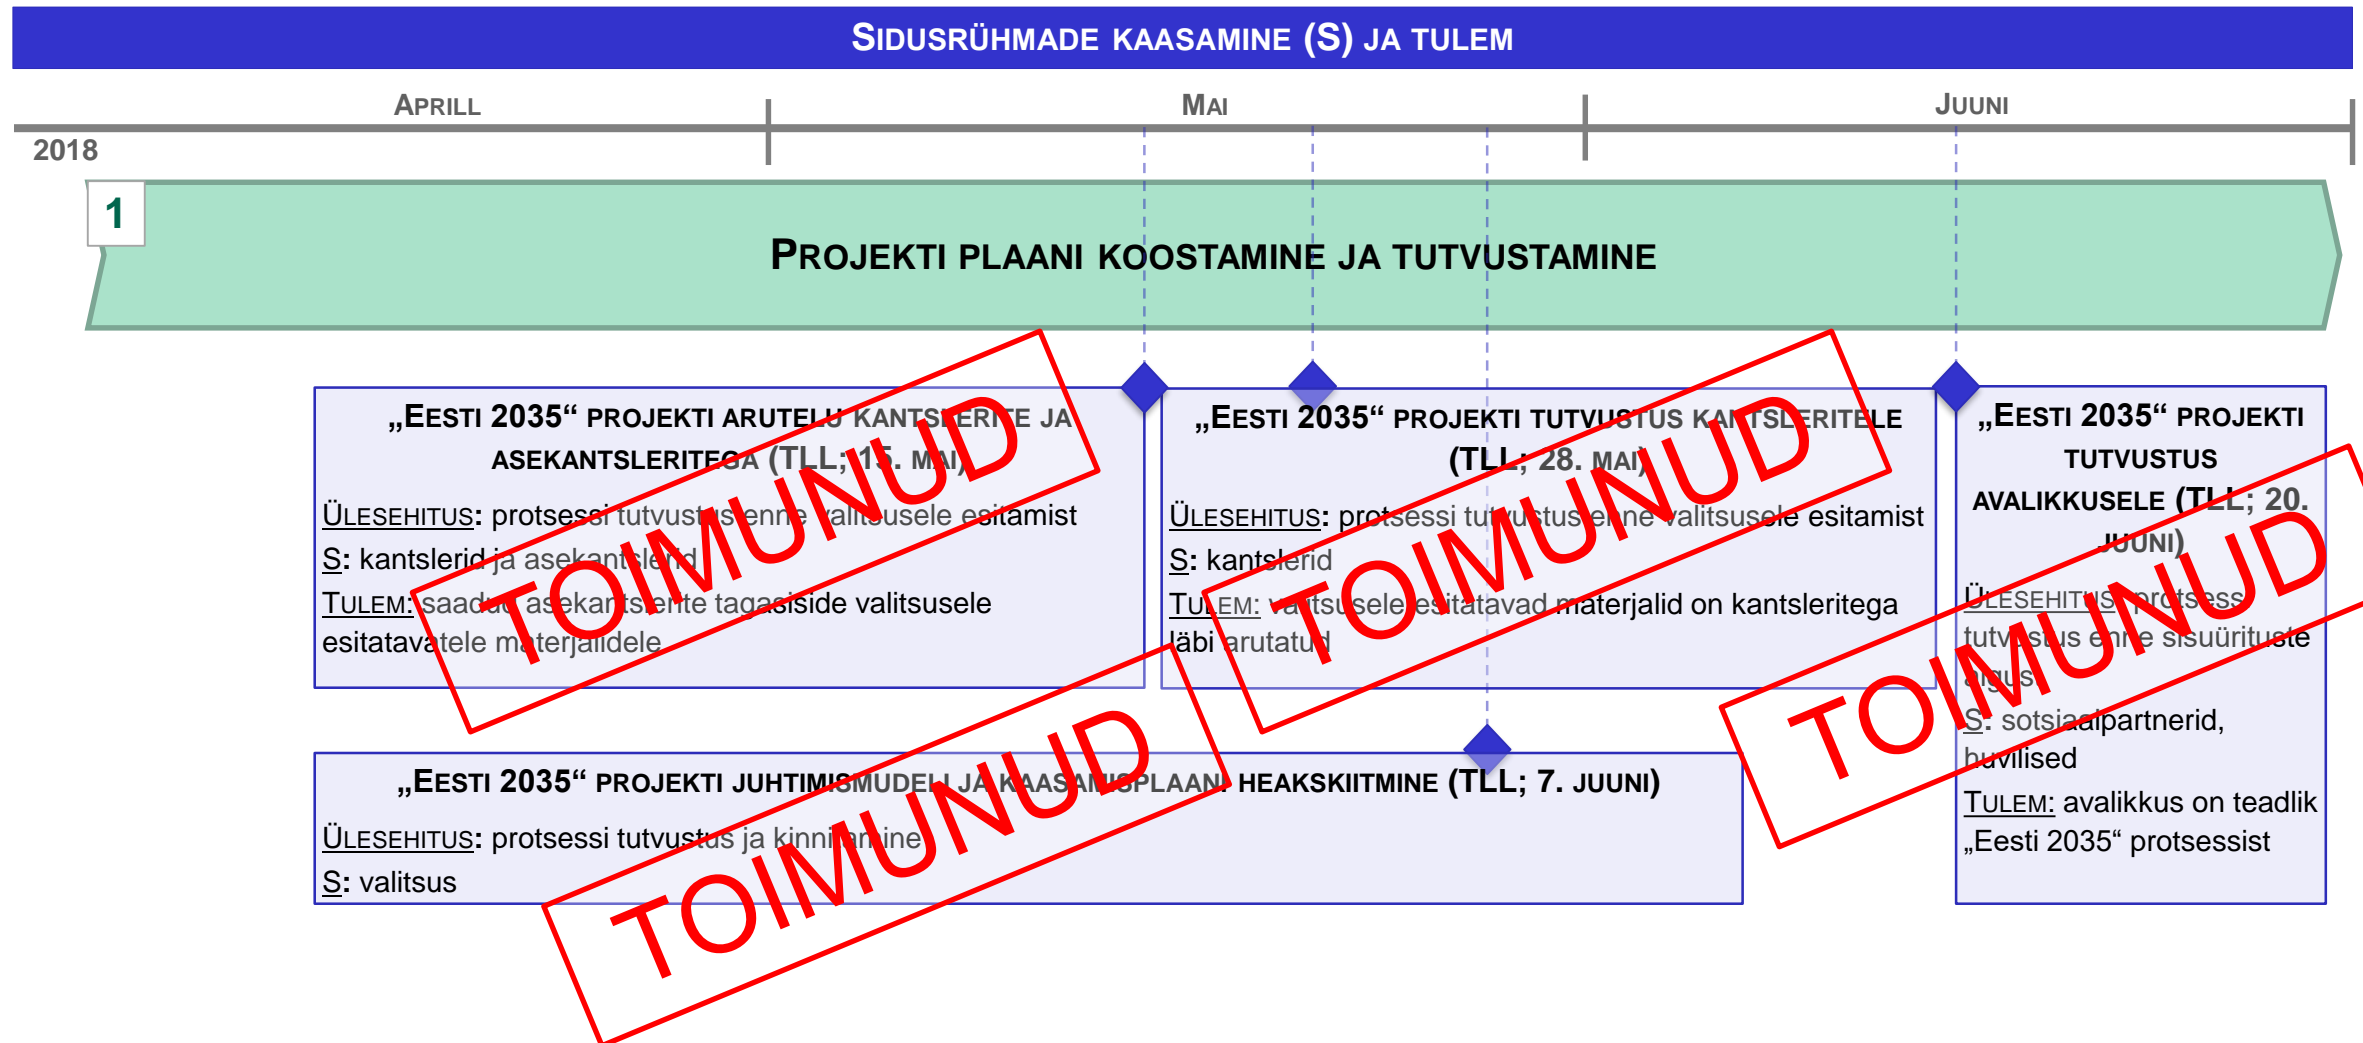 SIDUSRÜHMADE KAASAMINE (S) JA TULEM
APRILL
MAI
JUUNI
2018
1
PROJEKTI PLAANI KOOSTAMINE JA TUTVUSTAMINE
„EESTI 2035“ PROJEKTI ARUTELU KANTSLERITE JA
ASEKANTSLERITEGA (TLL; 15. MAI)
ÜLESEHITUS: protsessi tutvustus enne valitsusele esitamist
S: kantslerid ja asekantslerid
TULEM: saadud asekantslerite tagasiside valitsusele
esitatavatele materjalidele
TOIMUNUD
„EESTI 2035“ PROJEKTI TUTVUSTUS KANTSLERITELE
(TLL; 28. MAI)
ÜLESEHITUS: protsessi tutvustus enne valitsusele esitamist
S: kantslerid
TULEM: valitsusele esitatavad materjalid on kantsleritega
läbi arutatud
TOIMUNUD
„EESTI 2035“ PROJEKTI
TUTVUSTUS
AVALIKKUSELE (TLL; 20.
JUUNI)
ÜLESEHITUS: protsessi
tutvustus enne sisuürituste
algust
S: sotsiaalpartnerid,
huvilised
TULEM: avalikkus on teadlik
„Eesti 2035“ protsessist
TOIMUNUD
„EESTI 2035“ PROJEKTI JUHTIMISMUDELI JA KAASAMISPLAANI HEAKSKIITMINE (TLL; 7. JUUNI)
ÜLESEHITUS: protsessi tutvustus ja kinnitamine
S: valitsus
TOIMUNUD